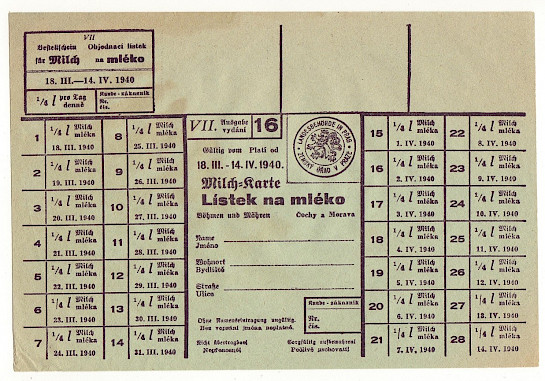 VII
Bestellschein Objednací lístek
für Milch na mléko
18. III.—14. IV. 1940
1/4 l pro Tag
denně
Kunde - zákazník
Nr.
čís.
1 1/4 l Milch mléka 18. III. 1940
8 1/4 l Milch mléka 25. III. 1940
2 1/4 l Milch mléka 19. III. 1940
9 1/4 l Milch mléka 26. III. 1940
3 1/4 l Milch mléka 20. III. 1940
10 1/4 l Milch mléka 27. III. 1940
4 1/4 l Milch mléka 21. III. 1940
11 1/4 l Milch mléka 28. III. 1940
5 1/4 l Milch mléka 22. III. 1940
12 1/4 l Milch mléka 29. III. 1940
6 1/4 l Milch mléka 23. III. 1940
13 1/4 l Milch mléka 30. III. 1940
7 1/4 l Milch mléka 24. III. 1940
14 1/4 l Milch mléka 31. III. 1940
VII. Ausgabe vydání 16
Gültig vom Platí od
18. III. - 14. IV. 1940.
Milch-Karte
Lístek na mléko
Böhmen und Mähren Čechy a Morava
LANDESBEHÖRDE IN PRAG
ZEMSKÝ ÚŘAD V PRAZE
Name
Jméno
Wohnort
Bydliště
Straße
Ulice
Kunde - zákazník
Nr.
čís.
Ohne Namenseintragung ungültig.
Bez vepsání jména neplatné.
Nicht übertragbar!
Nepřenosný!
Sorgfältig aufbewahren!
Pečlivě uschovati!
15 1/4 l Milch mléka 1. IV. 1940
22 1/4 l Milch mléka 8. IV. 1940
16 1/4 l Milch mléka 2. IV. 1940
23 1/4 l Milch mléka 9. IV. 1940
17 1/4 l Milch mléka 3. IV. 1940
24 1/4 l Milch mléka 10. IV. 1940
18 1/4 l Milch mléka 4. IV. 1940
25 1/4 l Milch mléka 11. IV. 1940
19 1/4 l Milch mléka 5. IV. 1940
26 1/4 l Milch mléka 12. IV. 1940
20 1/4 l Milch mléka 6. IV. 1940
27 1/4 l Milch mléka 13. IV. 1940
21 1/4 l Milch mléka 7. IV. 1940
28 1/4 l Milch mléka 14. IV. 1940